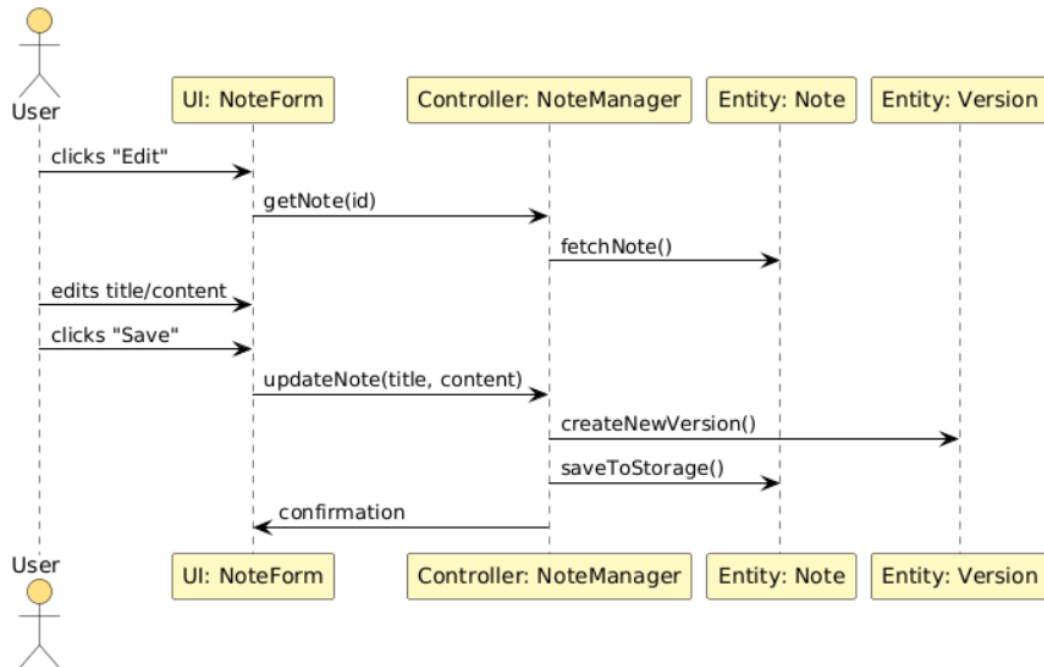 User
UI: NoteForm
Controller: NoteManager
Entity: Note
Entity: Version
clicks "Edit"
getNote(id)
fetchNote()
edits title/content
clicks "Save"
updateNote(title, content)
createNewVersion()
saveToStorage()
confirmation
User
UI: NoteForm
Controller: NoteManager
Entity: Note
Entity: Version